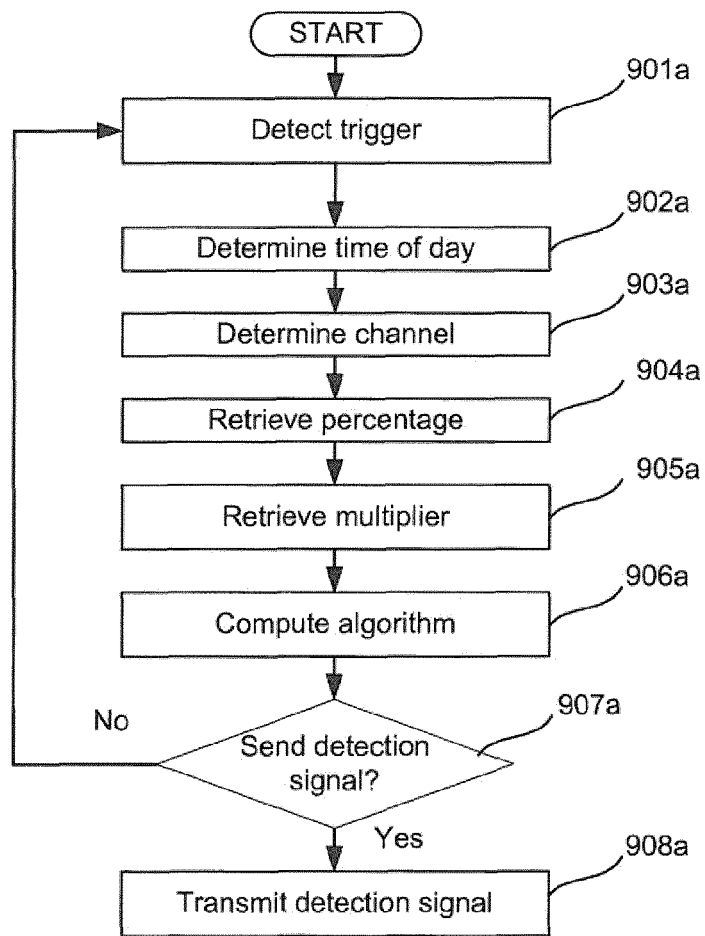 START
901a
Detect trigger
902a
Determine time of day
903a
Determine channel
904a
Retrieve percentage
905a
Retrieve multiplier
906a
Compute algorithm
907a
No
Send detection
signal?
Yes
908a
Transmit detection signal